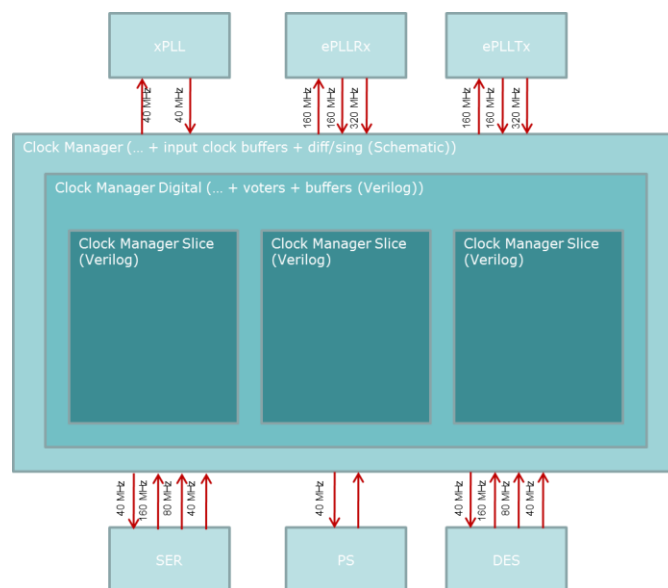 xPLL ePLLRx ePLLTx
40 MHz 40 MHz 160 MHz 160 MHz 320 MHz 160 MHz 160 MHz 320 MHz
Clock Manager (... + input clock buffers + diff/sing (Schematic))
Clock Manager Digital (... + voters + buffers (Verilog))
Clock Manager Slice Clock Manager Slice Clock Manager Slice
(Verilog) (Verilog) (Verilog)
40 MHz 160 MHz 80 MHz 40 MHz 40 MHz 40 MHz 160 MHz 80 MHz 40 MHz
SER PS DES